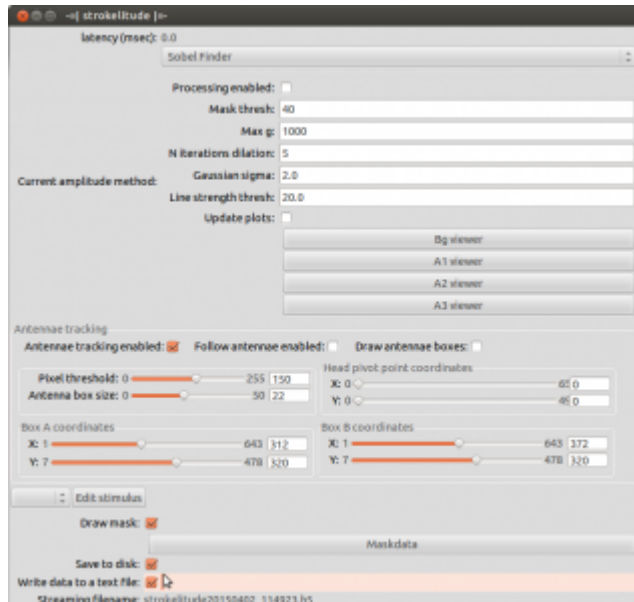 strokelitude
latency (msec): 0.0
Sobel Finder
Processing enabled:
Mask thresh: 40
Max g: 1000
N iterations dilation: 5
Current amplitude method:
Gaussian sigma: 2.0
Line strength thresh: 20.0
Update plots:
Bg viewer
A1 viewer
A2 viewer
A3 viewer
Antennae tracking
Antennae tracking enabled: Follow antennae enabled: Draw antennae boxes:
Pixel threshold: 0 255 150
Antenna box size: 0 50 22
Head pivot point coordinates
X: 0 0
Y: 0 0
Box A coordinates
X: 1 643 312
Y: 7 478 320
Box B coordinates
X: 1 643 372
Y: 7 478 320
Edit stimulus
Draw mask:
Maskdata
Save to disk:
Write data to a text file:
Streaming filename: strokelitude20150402_114923.h5